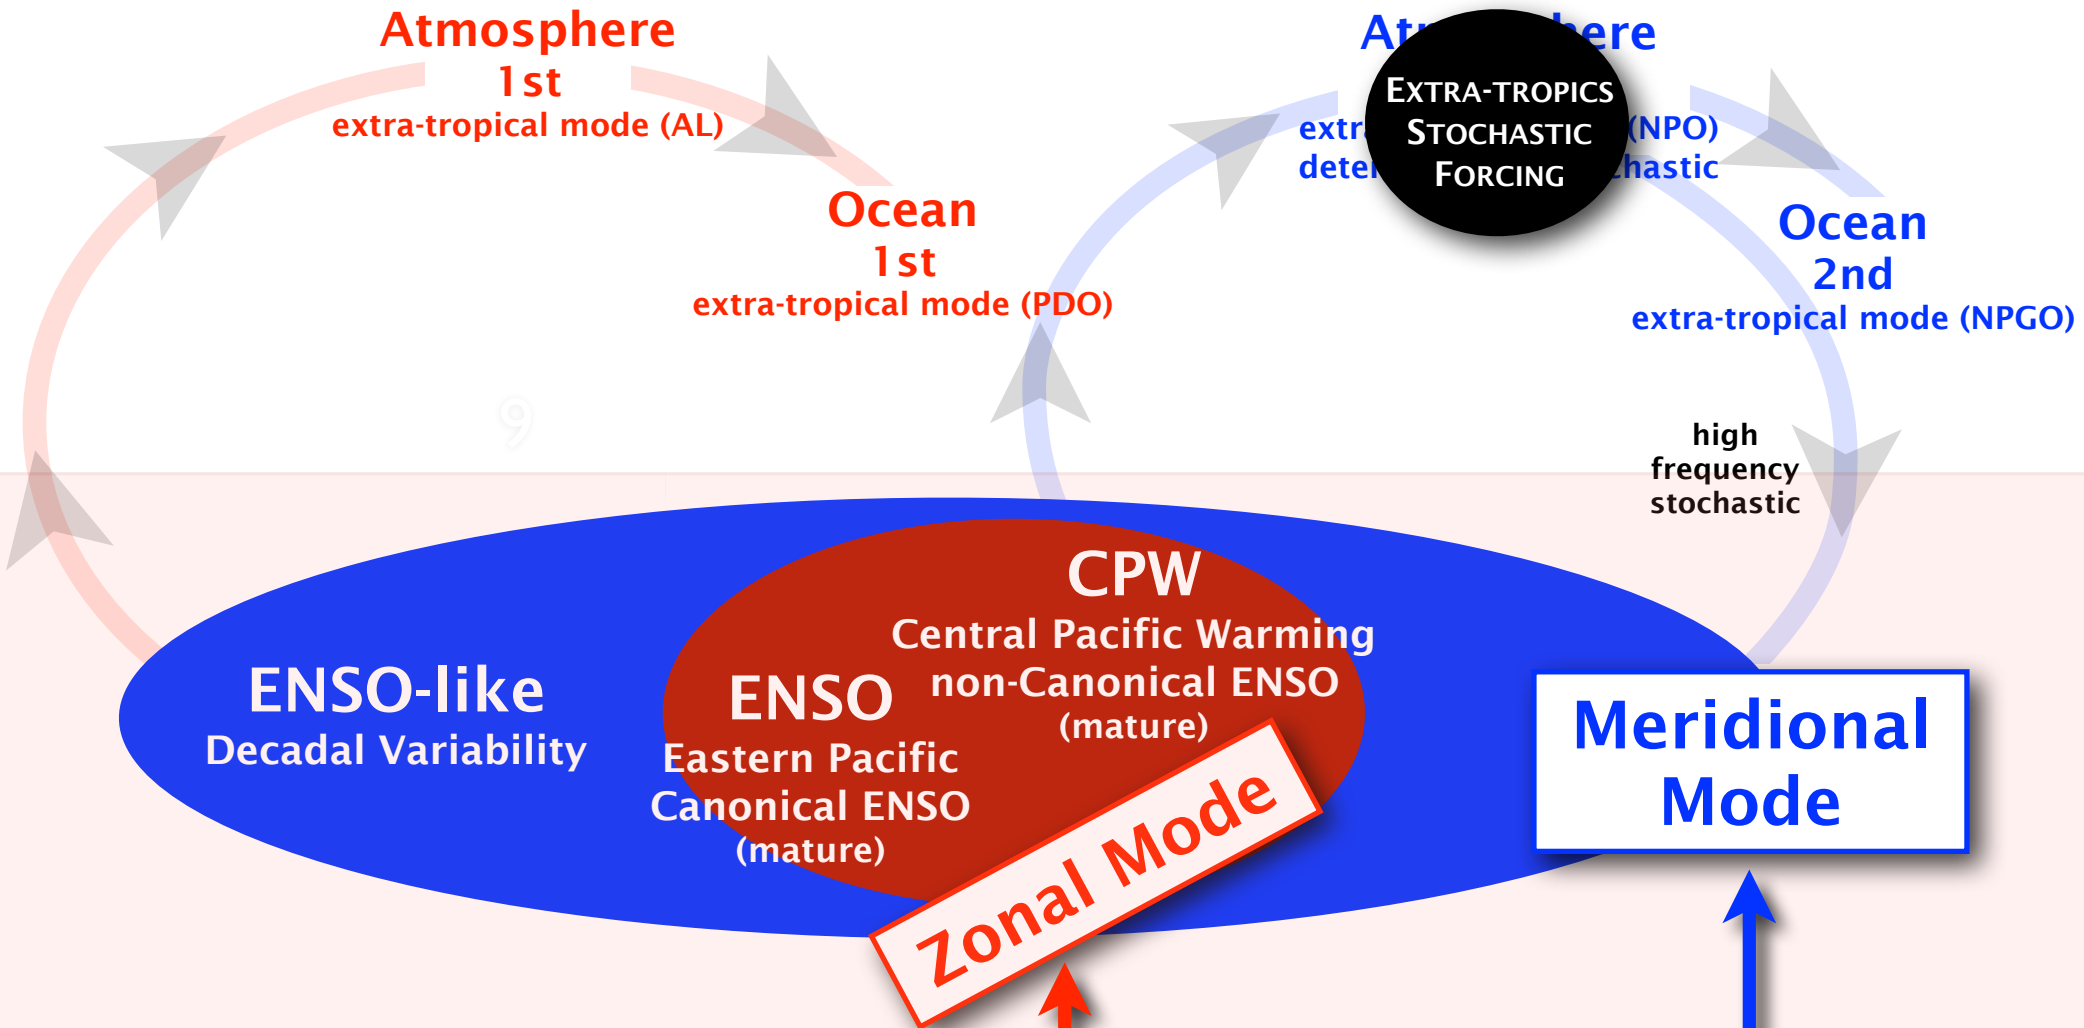 Atmosphere
1st
extra-tropical mode (AL)
Ocean
1st
extra-tropical mode (PDO)
EXTRA-TROPICS
STOCHASTIC
FORCING
(NPO)
Ocean
2nd
extra-tropical mode (NPGO)
9
high
frequency
stochastic
CPW
Central Pacific Warming
non-Canonical ENSO
(mature)
ENSO-like
Decadal Variability
ENSO
Eastern Pacific
Canonical ENSO
(mature)
Zonal Mode
Meridional
Mode